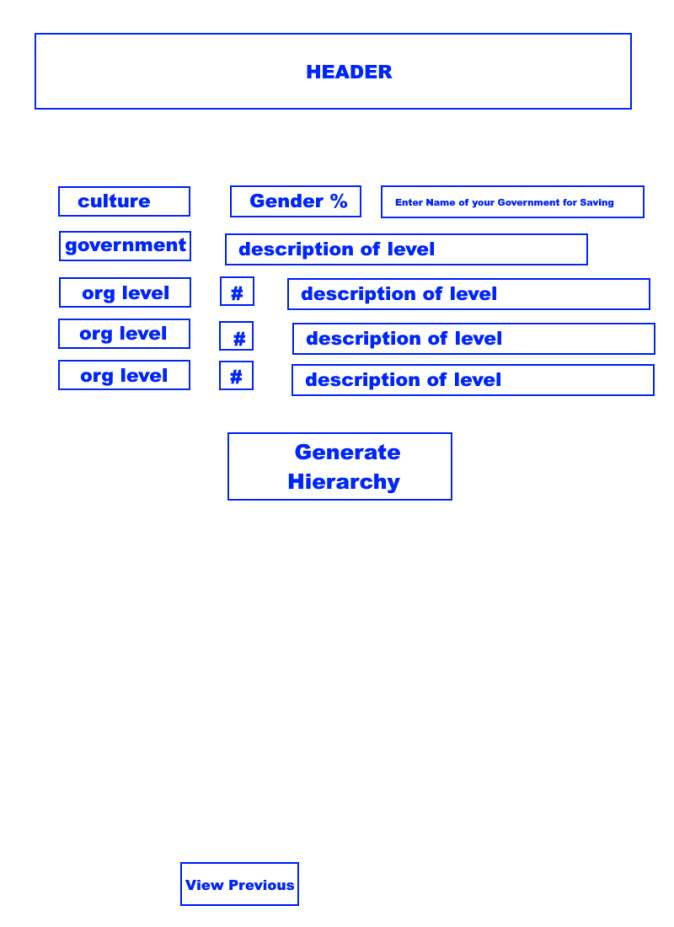 HEADER
culture
Gender %
Enter Name of your Government for Saving
government
description of level
org level
#
description of level
org level
#
description of level
org level
#
description of level
Generate
Hierarchy
View Previous